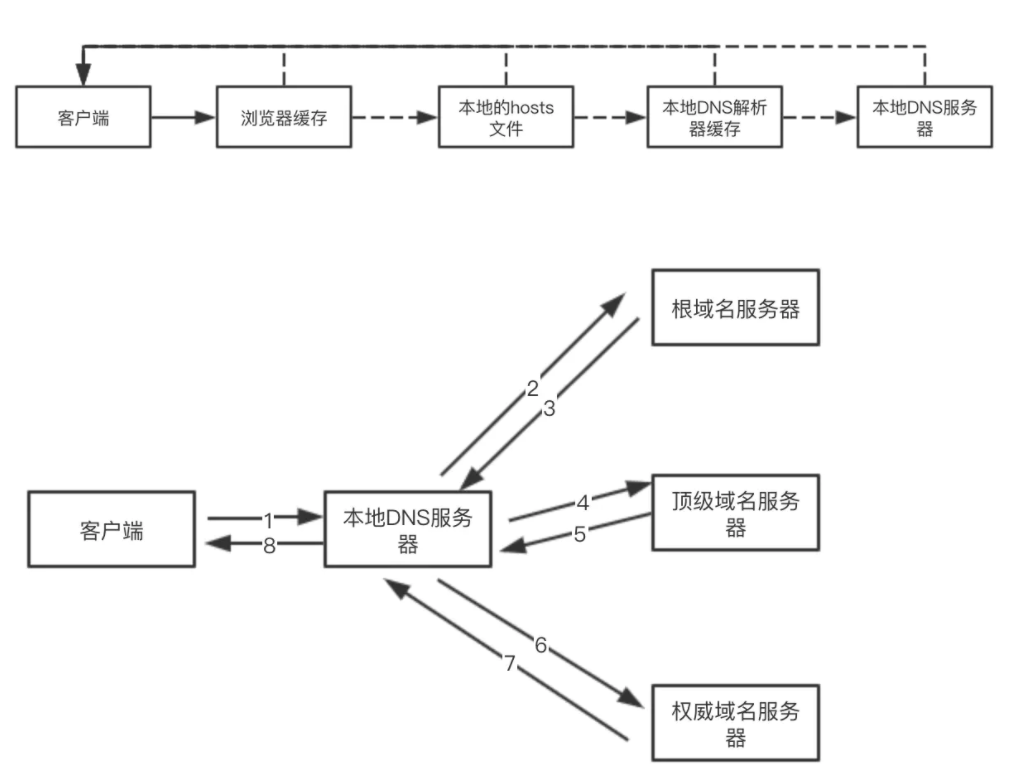 客户端
浏览器缓存
本地的hosts
文件
本地DNS解析
器缓存
本地DNS服务
器
根域名服务器
2
3
客户端
1
8
本地DNS服务
器
4
5
顶级域名服务
器
6
7
权威域名服务
器